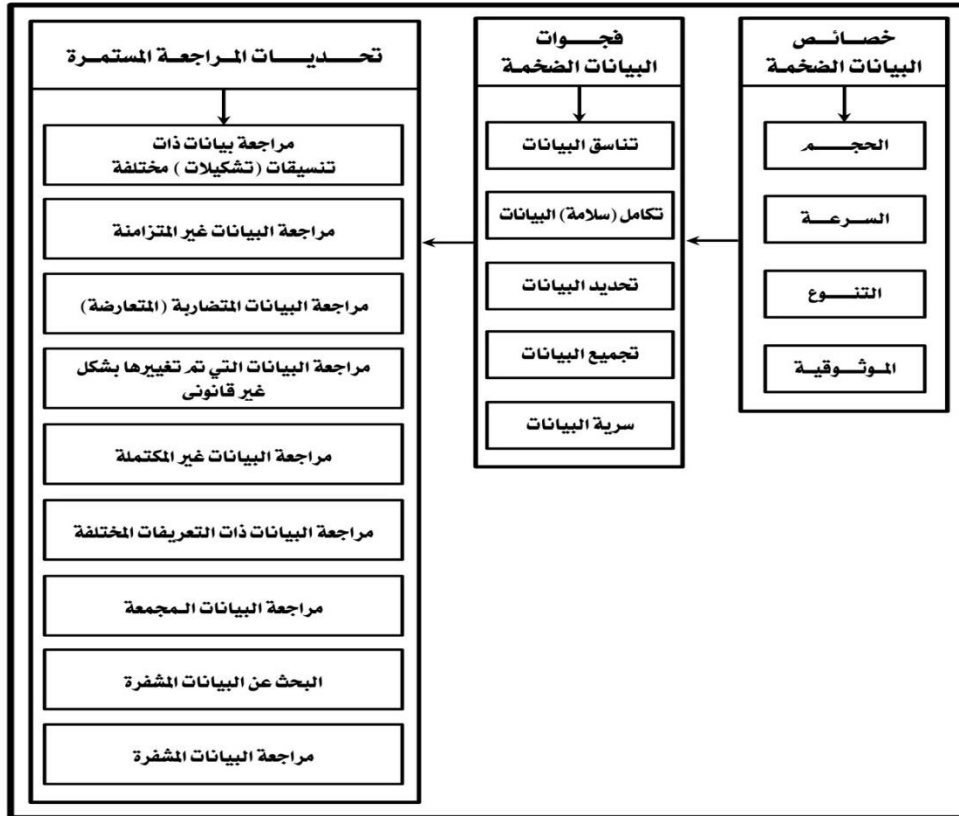 خصائص
البيانات الضخمة
الحجم
السرعة
التنوع
الموثوقية
فجوات
البيانات الضخمة
تناسق البيانات
تكامل (سلامة) البيانات
تحديد البيانات
تجميع البيانات
سرية البيانات
تحديات المراجعة المستمرة
مراجعة بيانات ذات
تنسيقات (تشكيلات) مختلفة
مراجعة البيانات غير المتزامنة
مراجعة البيانات المتضاربة (المتعارضة)
مراجعة البيانات التي تم تغييرها بشكل
غير قانونى
مراجعة البيانات غير المكتملة
مراجعة البيانات ذات التعريفات المختلفة
مراجعة البيانات المجمعة
البحث عن البيانات المشفرة
مراجعة البيانات المشفرة